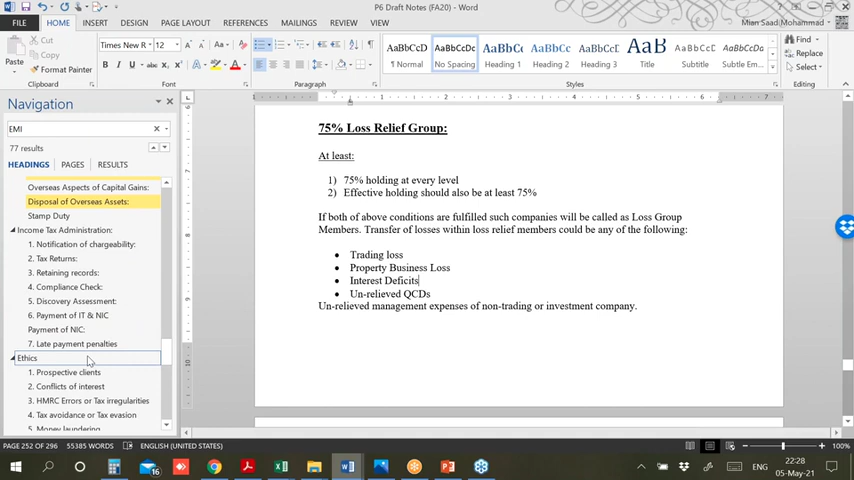 P6 Draft Notes (FA20) - Word
FILE HOME INSERT DESIGN PAGE LAYOUT REFERENCES MAILINGS REVIEW VIEW
Mian Saad Mohammad
Paste
Cut
Copy
Format Painter
Clipboard
Times New R 12
Font
Paragraph
AaBbCcD AaBbCcDc AaBbCc AaBbCc AaBbCcE AaB AaBbCcD AaBbCcDc
¶ Normal No Spacing Heading 1 Heading 2 Heading 3 Title Subtitle Subtle Em...
Styles
Find
Replace
Select
Editing
Navigation
EMI
77 results
HEADINGS PAGES RESULTS
Overseas Aspects of Capital Gains:
Disposal of Overseas Assets:
Stamp Duty
Income Tax Administration:
1. Notification of chargeability:
2. Tax Returns:
3. Retaining records:
4. Compliance Check:
5. Discovery Assessment:
6. Payment of IT & NIC
Payment of NIC:
7. Late payment penalties
Ethics
1. Prospective clients
2. Conflicts of interest
3. HMRC Errors or Tax irregularities
4. Tax avoidance or Tax evasion
5. Money laundering
75% Loss Relief Group:
At least:
1) 75% holding at every level
2) Effective holding should also be at least 75%
If both of above conditions are fulfilled such companies will be called as Loss Group
Members. Transfer of losses within loss relief members could be any of the following:
• Trading loss
• Property Business Loss
• Interest Deficits
• Un-relieved QCDs
Un-relieved management expenses of non-trading or investment company.
PAGE 252 OF 296 55385 WORDS ENGLISH (UNITED STATES)
100%
16
ENG
22:28
05-May-21